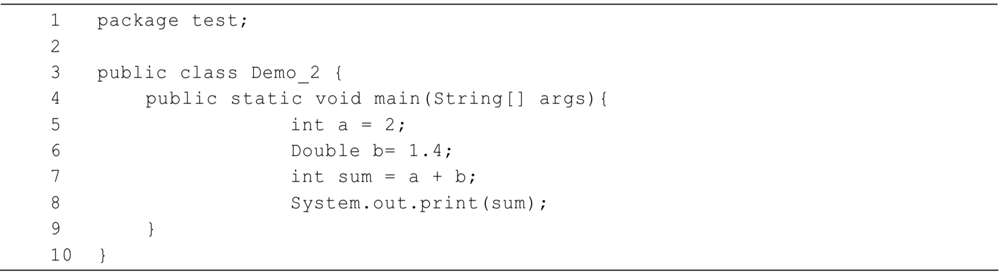 1 package test;
2
3 public class Demo_2 {
4 public static void main(String[] args){
5 int a = 2;
6 Double b= 1.4;
7 int sum = a + b;
8 System.out.print(sum);
9 }
10 }